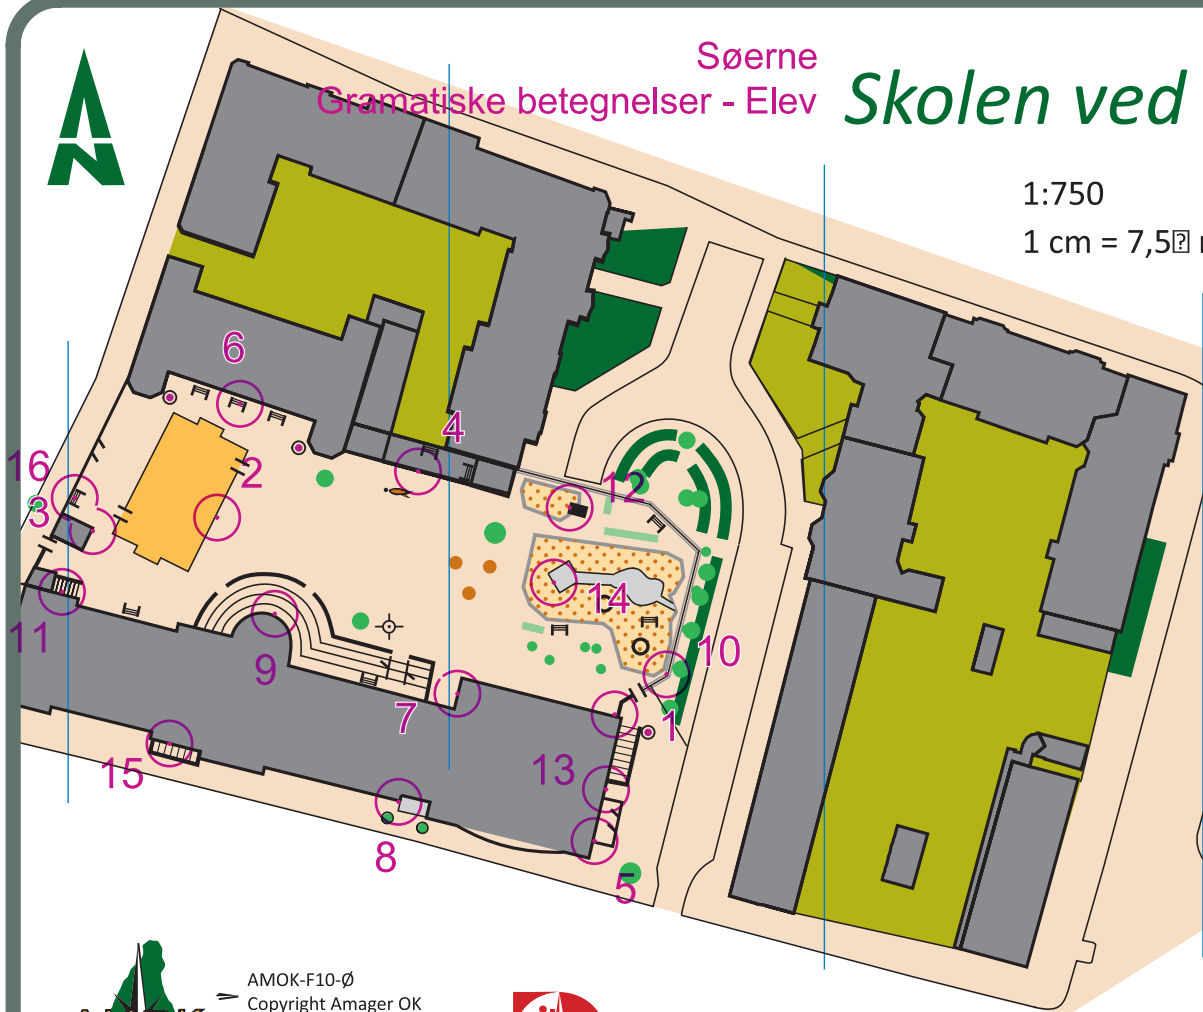 Søerne
Gramatiske betegnelser - Elev
Skolen ved
N
1:750
1 cm = 7,5
6
4
2
16
3
12
14
11
9
10
7
1
15
13
8
5
AMOK-F10-Ø
Copyright Amager OK